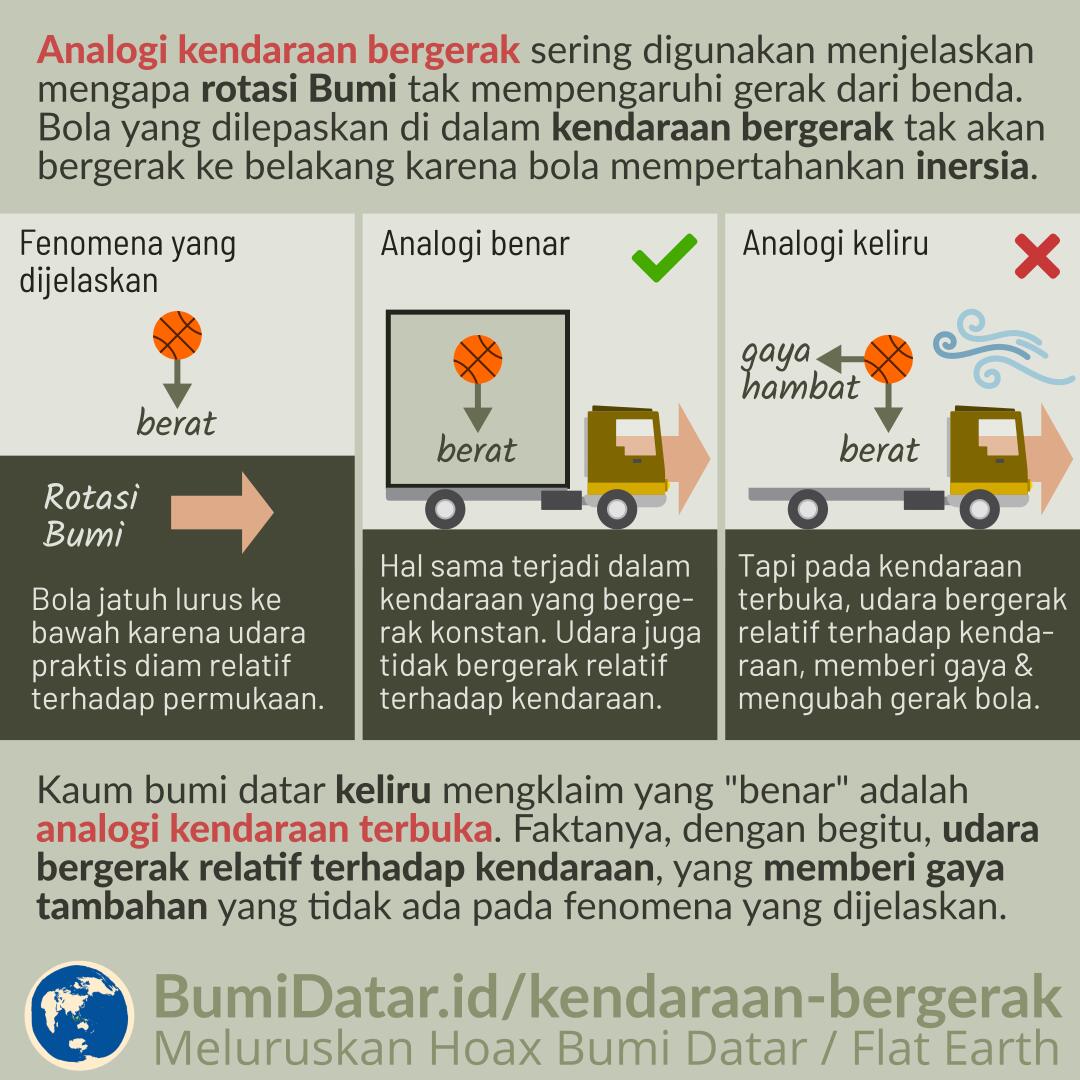 Analogi kendaraan bergerak sering digunakan menjelaskan
mengapa rotasi Bumi tak mempengaruhi gerak dari benda.
Bola yang dilepaskan di dalam kendaraan bergerak tak akan
bergerak ke belakang karena bola mempertahankan inersia.
Fenomena yang
dijelaskan
berat
Rotasi
Bumi
Bola jatuh lurus ke
bawah karena udara
praktis diam relatif
terhadap permukaan.
Analogi benar
berat
Hal sama terjadi dalam
kendaraan yang berge-
rak konstan. Udara juga
tidak bergerak relatif
terhadap kendaraan.
Analogi keliru
gaya
hambat
berat
Tapi pada kendaraan
terbuka, udara bergerak
relatif terhadap kenda-
raan, memberi gaya &
mengubah gerak bola.
Kaum bumi datar keliru mengklaim yang "benar" adalah
analogi kendaraan terbuka. Faktanya, dengan begitu, udara
bergerak relatif terhadap kendaraan, yang memberi gaya
tambahan yang tidak ada pada fenomena yang dijelaskan.
BumiDatar.id/kendaraan-bergerak
Meluruskan Hoax Bumi Datar / Flat Earth